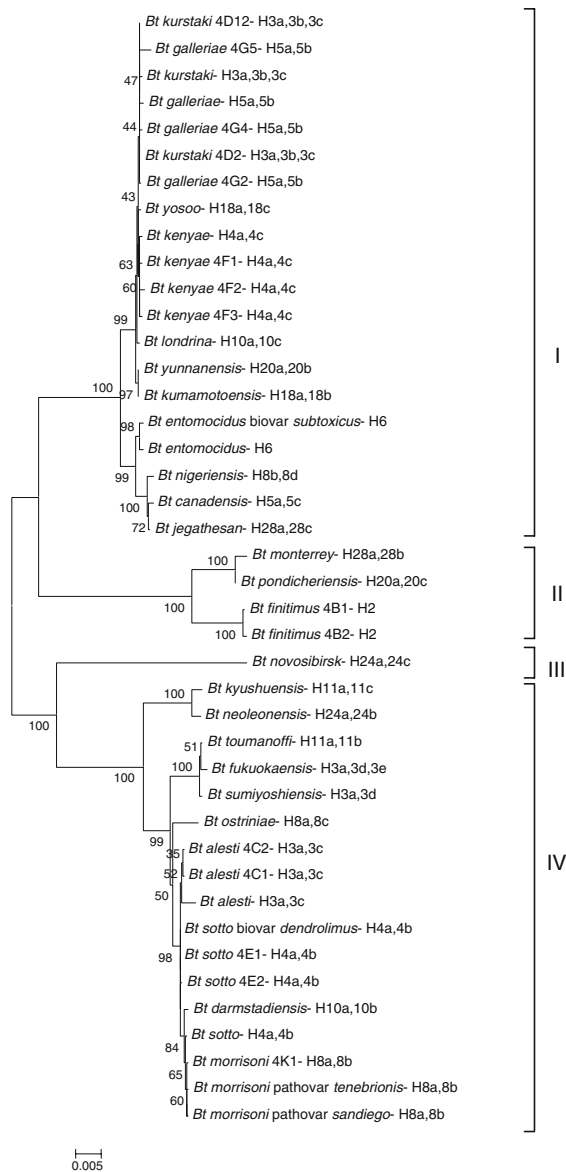 Bt kurstaki 4D12- H3a,3b,3c
Bt galleriae 4G5- H5a,5b
Bt kurstaki- H3a,3b,3c
47
Bt galleriae- H5a,5b
44
Bt galleriae 4G4- H5a,5b
Bt kurstaki 4D2- H3a,3b,3c
Bt galleriae 4G2- H5a,5b
43
Bt yosoo- H18a,18c
Bt kenyae- H4a,4c
63
Bt kenyae 4F1- H4a,4c
60
Bt kenyae 4F2- H4a,4c
Bt kenyae 4F3- H4a,4c
99
Bt londrina- H10a,10c
I
Bt yunnanensis- H20a,20b
100
97
Bt kumamotoensis- H18a,18b
98
Bt entomocidus biovar subtoxicus- H6
Bt entomocidus- H6
99
Bt nigeriensis- H8b,8d
100
Bt canadensis- H5a,5c
72
Bt jegathesan- H28a,28c
100
Bt monterrey- H28a,28b
Bt pondicheriensis- H20a,20c
II
100
Bt finitimus 4B1- H2
100
Bt finitimus 4B2- H2
Bt novosibirsk- H24a,24c
III
100
100
Bt kyushuensis- H11a,11c
Bt neoleonensis- H24a,24b
100
51
Bt toumanoffi- H11a,11b
100
Bt fukuokaensis- H3a,3d,3e
Bt sumiyoshiensis- H3a,3d
99
Bt ostriniae- H8a,8c
35
Bt alesti 4C2- H3a,3c
IV
52
Bt alesti 4C1- H3a,3c
50
Bt alesti- H3a,3c
Bt sotto biovar dendrolimus- H4a,4b
98
Bt sotto 4E1- H4a,4b
Bt sotto 4E2- H4a,4b
Bt darmstadiensis- H10a,10b
Bt sotto- H4a,4b
84
Bt morrisoni 4K1- H8a,8b
65
Bt morrisoni pathovar tenebrionis- H8a,8b
60
Bt morrisoni pathovar sandiego- H8a,8b
0.005